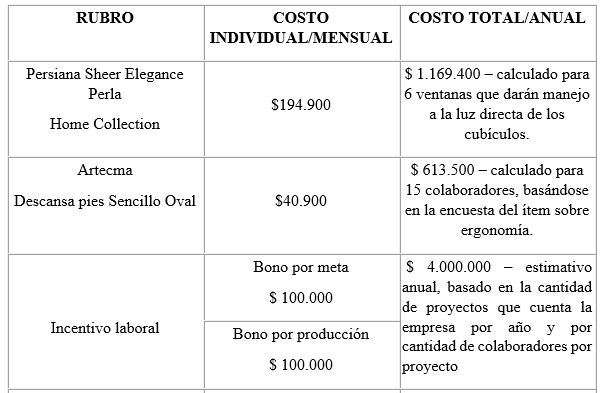 RUBRO
COSTO
INDIVIDUAL/MENSUAL
COSTO TOTAL/ANUAL
Persiana Sheer Elegance
Perla
Home Collection
$194.900
$ 1.169.400 – calculado para
6 ventanas que darán manejo
a la luz directa de los
cubículos.
Artecma
Descansa pies Sencillo Oval
$40.900
$ 613.500 – calculado para
15 colaboradores, basándose
en la encuesta del ítem sobre
ergonomía.
Incentivo laboral
Bono por meta
$ 100.000
Bono por producción
$ 100.000
$ 4.000.000 – estimativo
anual, basado en la cantidad
de proyectos que cuenta la
empresa por año y por
cantidad de colaboradores por
proyecto